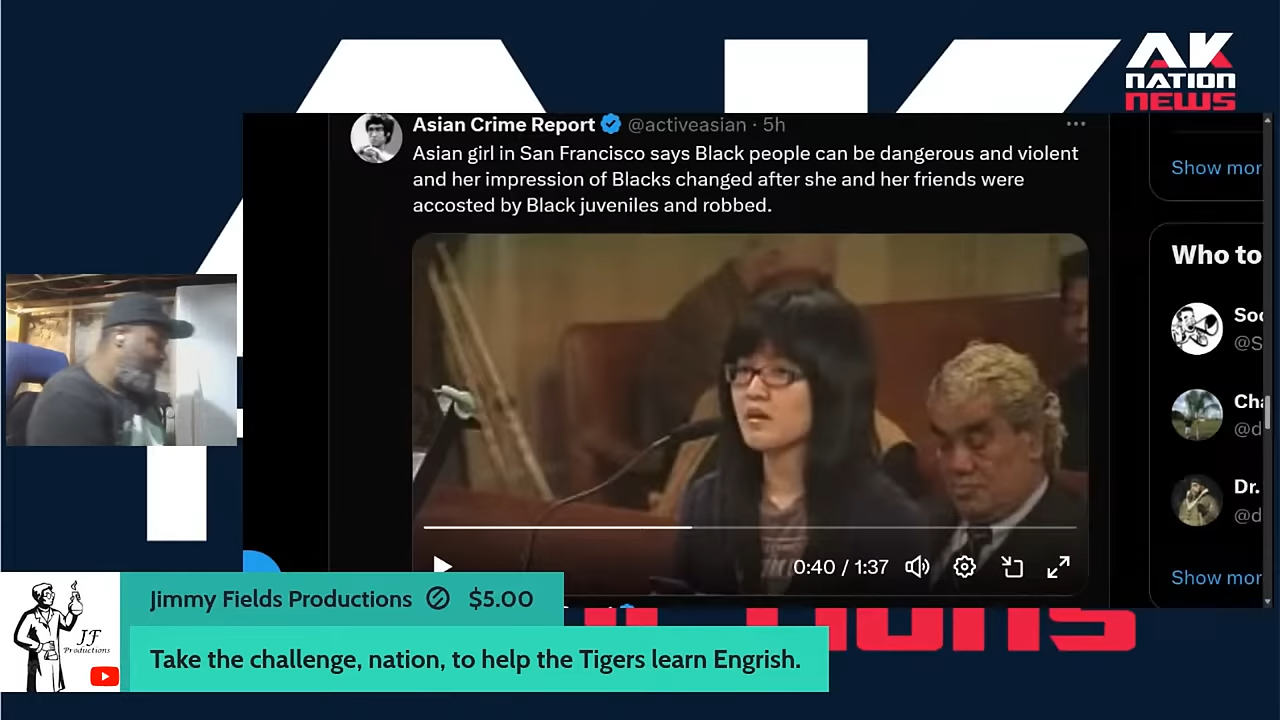 AK
NATION
NEWS
Asian Crime Report @activeasian · 5h
Asian girl in San Francisco says Black people can be dangerous and violent
and her impression of Blacks changed after she and her friends were
accosted by Black juveniles and robbed.
Show mor
Who to
Soc
@S
Cha
@d
Dr.
@d
Show mor
0:40 / 1:37
Jimmy Fields Productions $5.00
JF
Productions
Take the challenge, nation, to help the Tigers learn Engrish.